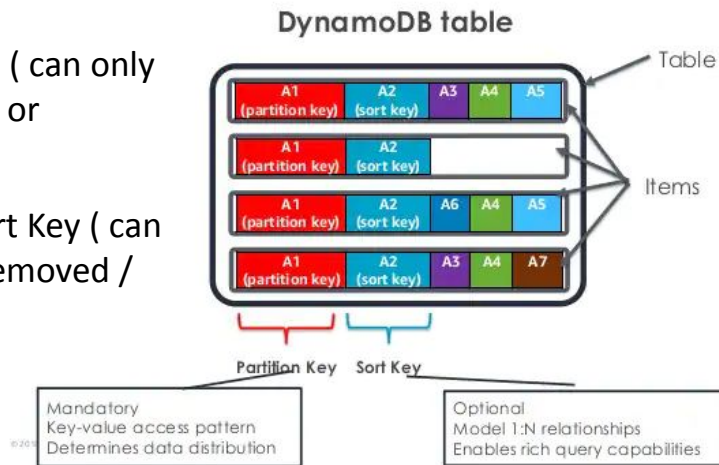 DynamoDB table
( can only
or
rt Key ( can
emoved /
Table
A1 A2 A3 A4 A5
(partition key) (sort key)
A1 A2
(partition key) (sort key)
Items
A1 A2 A6 A4 A5
(partition key) (sort key)
A1 A2 A3 A4 A7
(partition key) (sort key)
Partition Key Sort Key
Mandatory
Key-value access pattern
Determines data distribution
Optional
Model 1:N relationships
Enables rich query capabilities